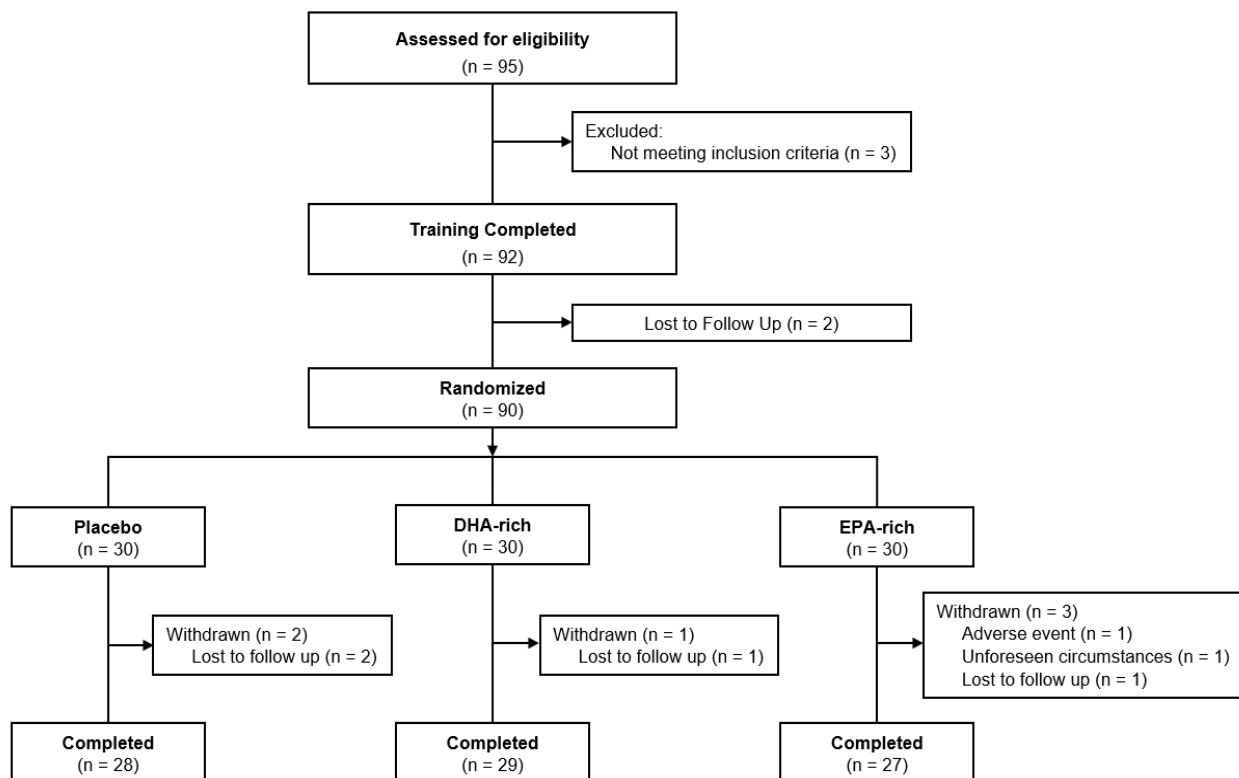 Assessed for eligibility
(n = 95)
Excluded:
Not meeting inclusion criteria (n = 3)
Training Completed
(n = 92)
Lost to Follow Up (n = 2)
Randomized
(n = 90)
Placebo
(n = 30)
DHA-rich
(n = 30)
EPA-rich
(n = 30)
Withdrawn (n = 2)
Lost to follow up (n = 2)
Withdrawn (n = 1)
Lost to follow up (n = 1)
Withdrawn (n = 3)
Adverse event (n = 1)
Unforeseen circumstances (n = 1)
Lost to follow up (n = 1)
Completed
(n = 28)
Completed
(n = 29)
Completed
(n = 27)